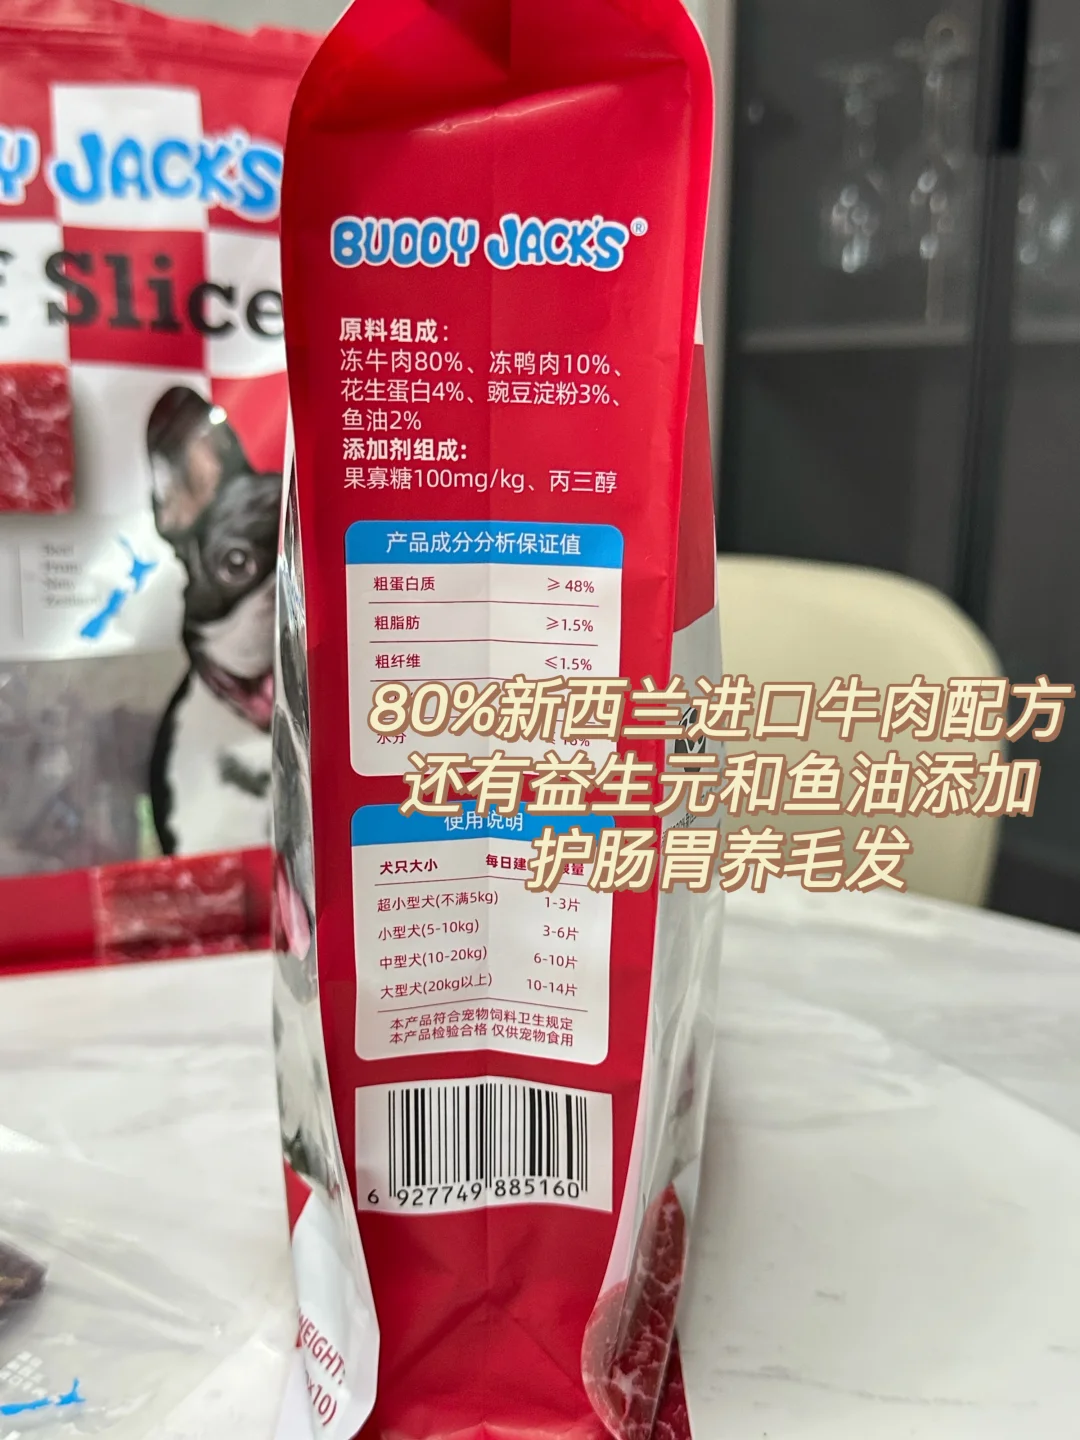 Y JACK'S
Slice
BUDDY JACK'S®
原料组成：
冻牛肉80%、冻鸭肉10%、
花生蛋白4%、豌豆淀粉3%、
鱼油2%
添加剂组成：
果寡糖100mg/kg、丙三醇
产品成分分析保证值
粗蛋白质 ≥48%
粗脂肪 ≥1.5%
粗纤维 ≤1.5%
水分
80%新西兰进口牛肉配方
还有益生元和鱼油添加
护肠胃养毛发
使用说明
犬只大小 每日建 量
超小型犬(不满5kg) 1-3片
小型犬(5-10kg) 3-6片
中型犬(10-20kg) 6-10片
大型犬(20kg以上) 10-14片
本产品符合宠物饲料卫生规定
本产品检验合格 仅供宠物食用
6 927749 885160
WEIGHT:
x10)